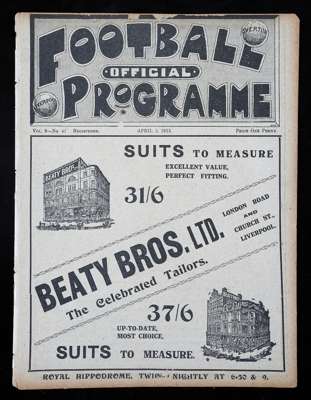 EVERTON
FOOTBALL
OFFICIAL
PROGRAMME
APRIL
PRICE ONE PENNY.
SUITS TO MEASURE
EXCELLENT VALUE,
PERFECT FITTING.
BEATY BROS.
31/6
BEATY BROS. LTD.
The Celebrated Tailors.
LONDON ROAD
AND
CHURCH ST.
LIVERPOOL.
37/6
UP-TO-DATE,
MOST CHOICE,
SUITS TO MEASURE.
ROYAL HIPPODROME, TWICE NIGHTLY AT 6-50 & 9.